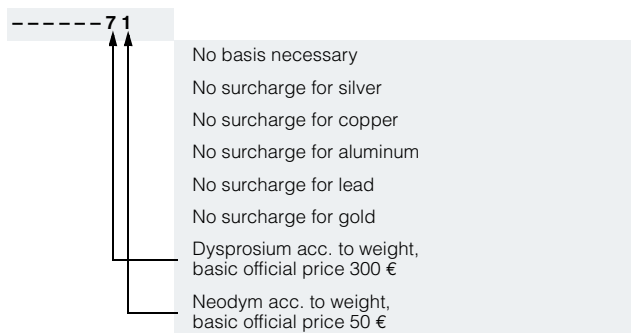 ------71
No basis necessary
No surcharge for silver
No surcharge for copper
No surcharge for aluminum
No surcharge for lead
No surcharge for gold
Dysprosium acc. to weight,
basic official price 300 €
Neodym acc. to weight,
basic official price 50 €